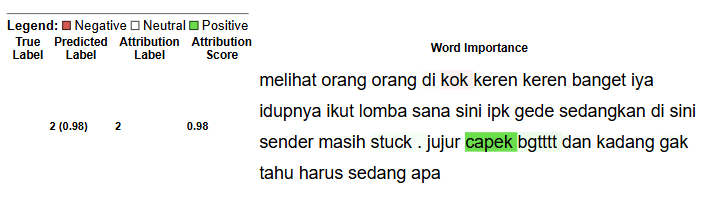 Legend: Negative Neutral Positive
True Label Predicted Label Attribution Label Attribution Score Word Importance
2 (0.98) 2 0.98
melihat orang orang di kok keren keren banget iya
idupnya ikut lomba sana sini ipk gede sedangkan di sini
sender masih stuck . jujur capek bgtttt dan kadang gak
tahu harus sedang apa